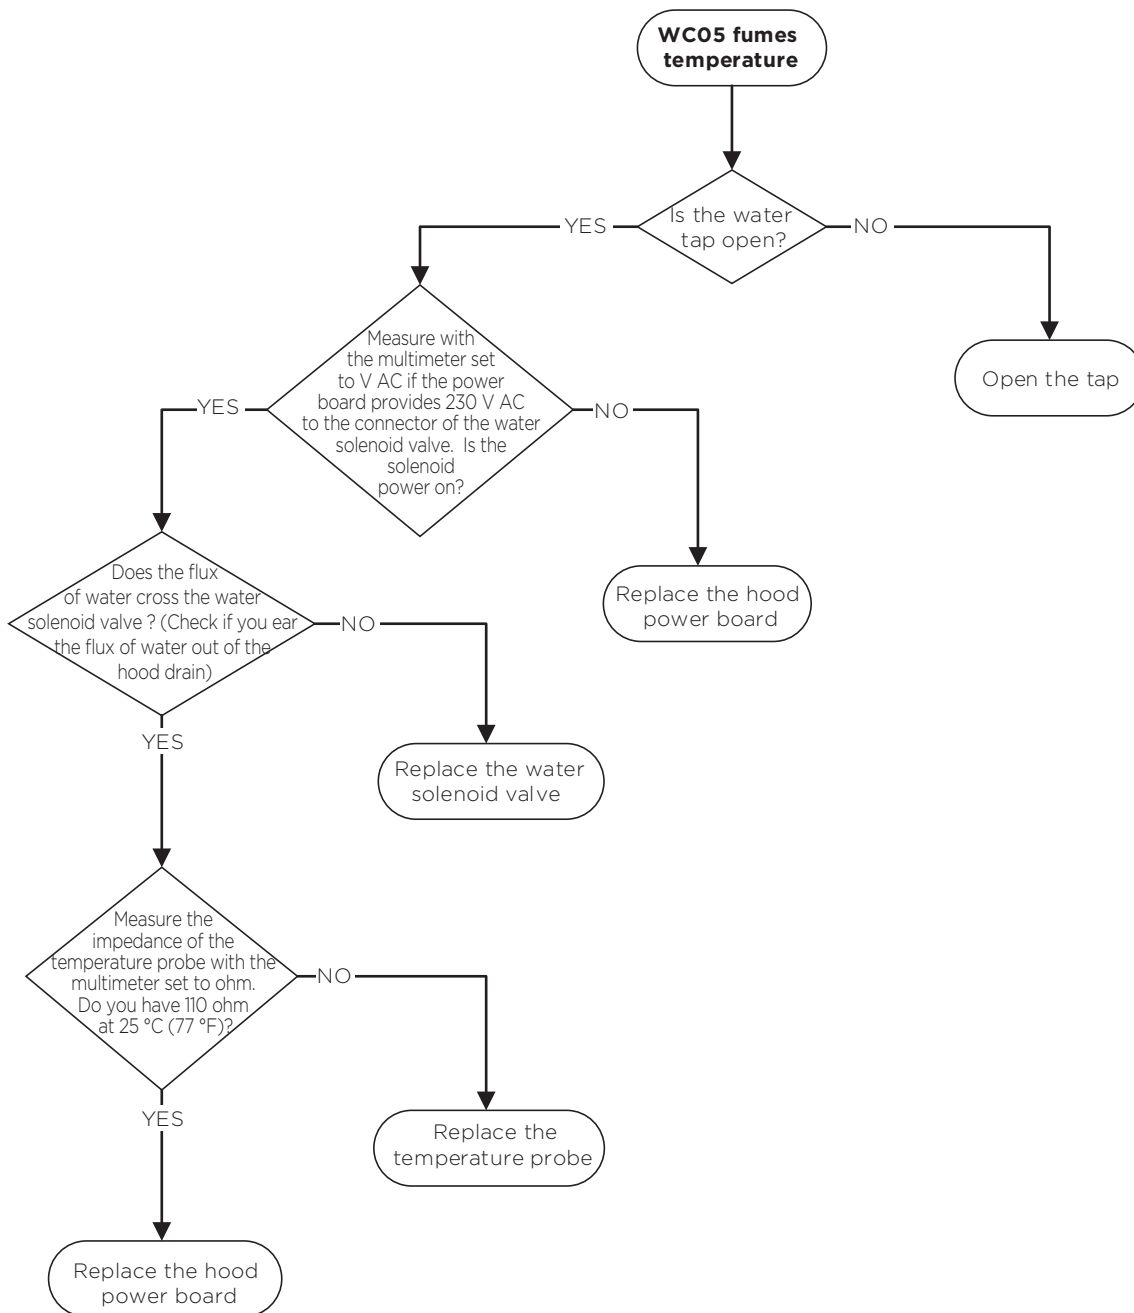 WC05 fumes
temperature
Is the water
tap open?
YES
NO
Measure with
the multimeter set
to V AC if the power
board provides 230 V AC
to the connector of the water
solenoid valve. Is the
solenoid
power on?
Open the tap
YES
NO
Does the flux
of water cross the water
solenoid valve ? (Check if you ear
the flux of water out of the
hood drain)
Replace the hood
power board
NO
YES
Replace the water
solenoid valve
Measure the
impedance of the
temperature probe with the
multimeter set to ohm.
Do you have 110 ohm
at 25 °C (77 °F)?
NO
YES
Replace the
temperature probe
Replace the hood
power board